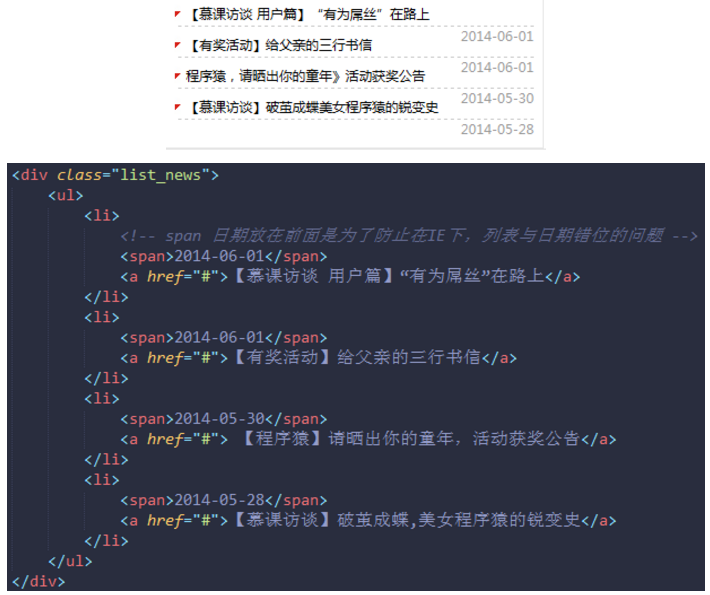 【慕课访谈 用户篇】“有为屌丝”在路上
2014-06-01
【有奖活动】给父亲的三行书信
2014-06-01
程序猿，请晒出你的童年》活动获奖公告
2014-05-30
【慕课访谈】破茧成蝶美女程序猿的锐变史
2014-05-28
<div class="list_news">
<ul>
<li>
<!-- span 日期放在前面是为了防止在IE下，列表与日期错位的问题 -->
<span>2014-06-01</span>
<a href="#">【慕课访谈 用户篇】“有为屌丝”在路上</a>
</li>
<li>
<span>2014-06-01</span>
<a href="#">【有奖活动】给父亲的三行书信</a>
</li>
<li>
<span>2014-05-30</span>
<a href="#"> 【程序猿】请晒出你的童年，活动获奖公告</a>
</li>
<li>
<span>2014-05-28</span>
<a href="#">【慕课访谈】破茧成蝶,美女程序猿的锐变史</a>
</li>
</ul>
</div>